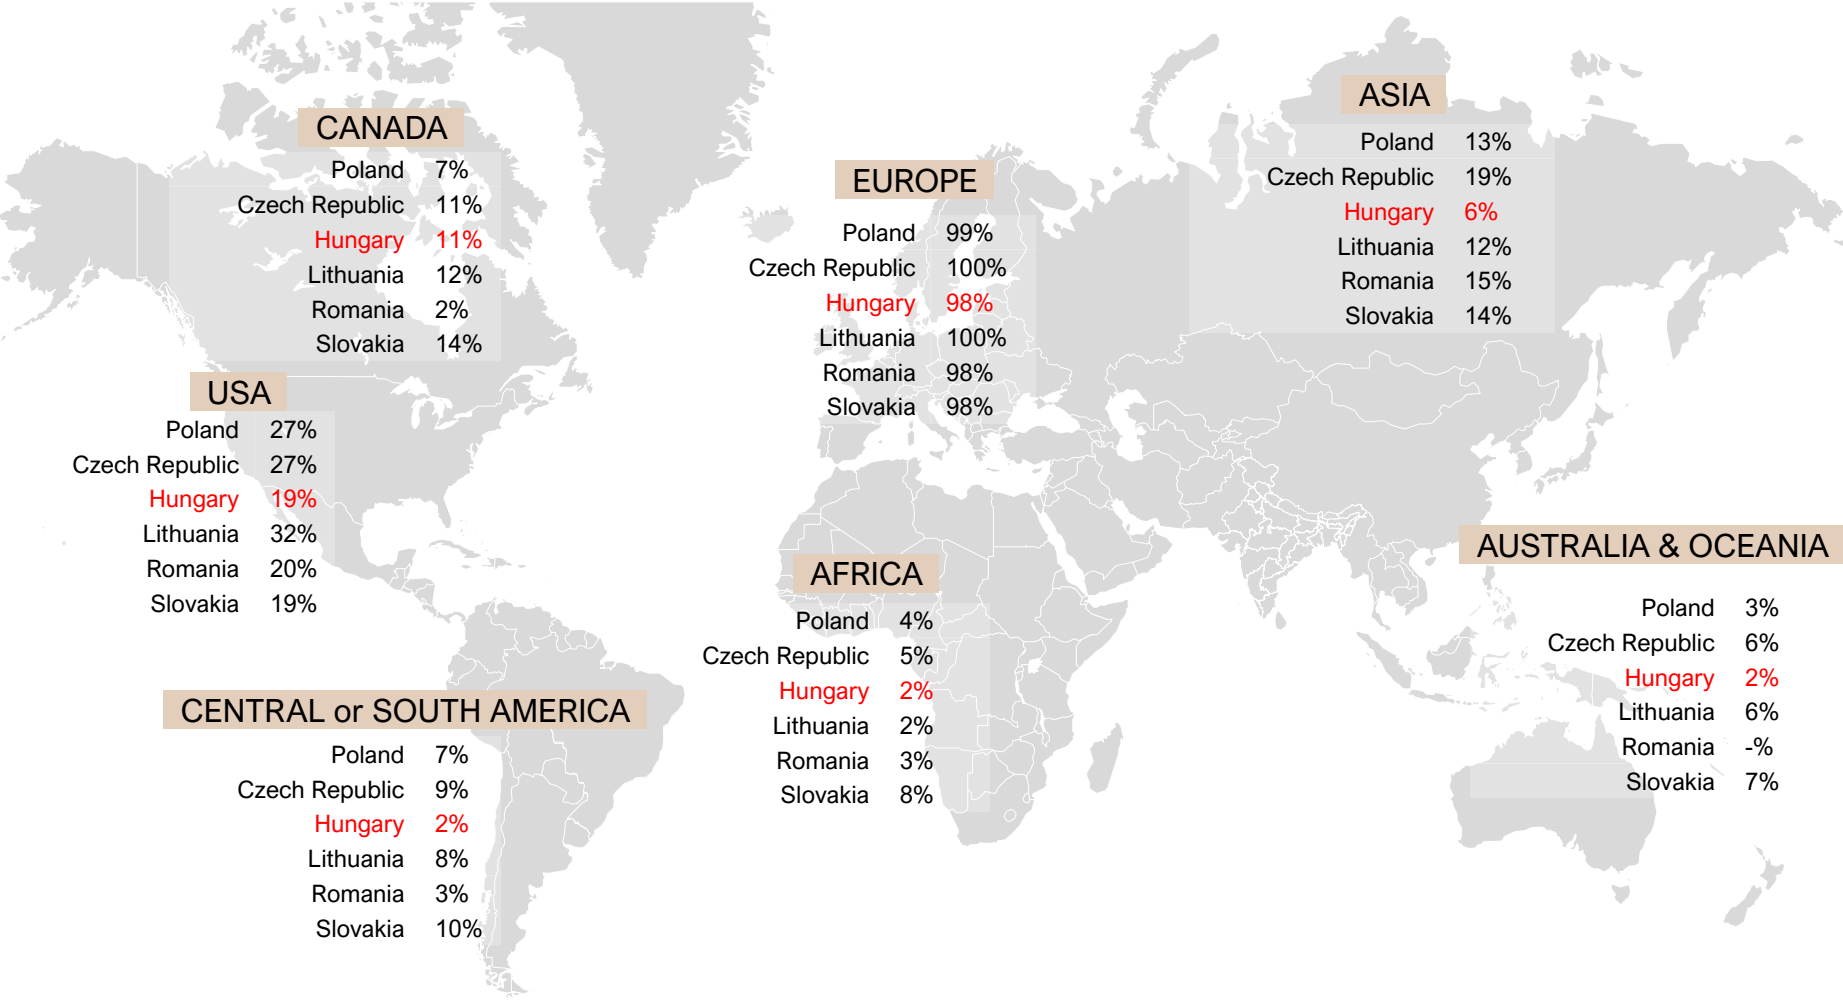 CANADA
Poland 7%
Czech Republic 11%
Hungary 11%
Lithuania 12%
Romania 2%
Slovakia 14%
USA
Poland 27%
Czech Republic 27%
Hungary 19%
Lithuania 32%
Romania 20%
Slovakia 19%
CENTRAL or SOUTH AMERICA
Poland 7%
Czech Republic 9%
Hungary 2%
Lithuania 8%
Romania 3%
Slovakia 10%
EUROPE
Poland 99%
Czech Republic 100%
Hungary 98%
Lithuania 100%
Romania 98%
Slovakia 98%
AFRICA
Poland 4%
Czech Republic 5%
Hungary 2%
Lithuania 2%
Romania 3%
Slovakia 8%
ASIA
Poland 13%
Czech Republic 19%
Hungary 6%
Lithuania 12%
Romania 15%
Slovakia 14%
AUSTRALIA & OCEANIA
Poland 3%
Czech Republic 6%
Hungary 2%
Lithuania 6%
Romania -%
Slovakia 7%